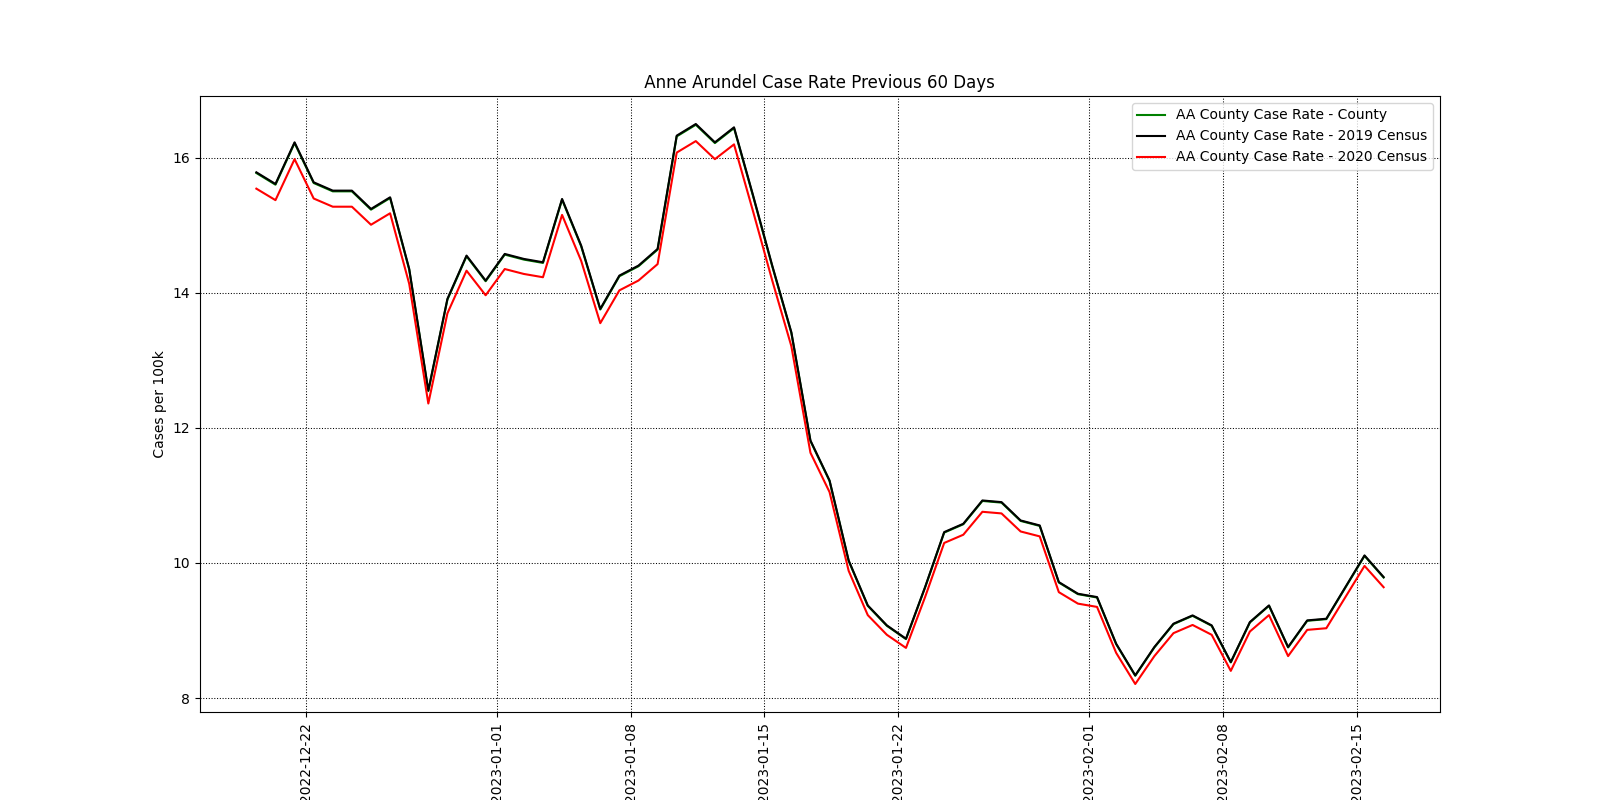 Anne Arundel Case Rate Previous 60 Days
AA County Case Rate - County
AA County Case Rate - 2019 Census
AA County Case Rate - 2020 Census
Cases per 100k
16
14
12
10
8
2022-12-22
2023-01-01
2023-01-08
2023-01-15
2023-01-22
2023-02-01
2023-02-08
2023-02-15